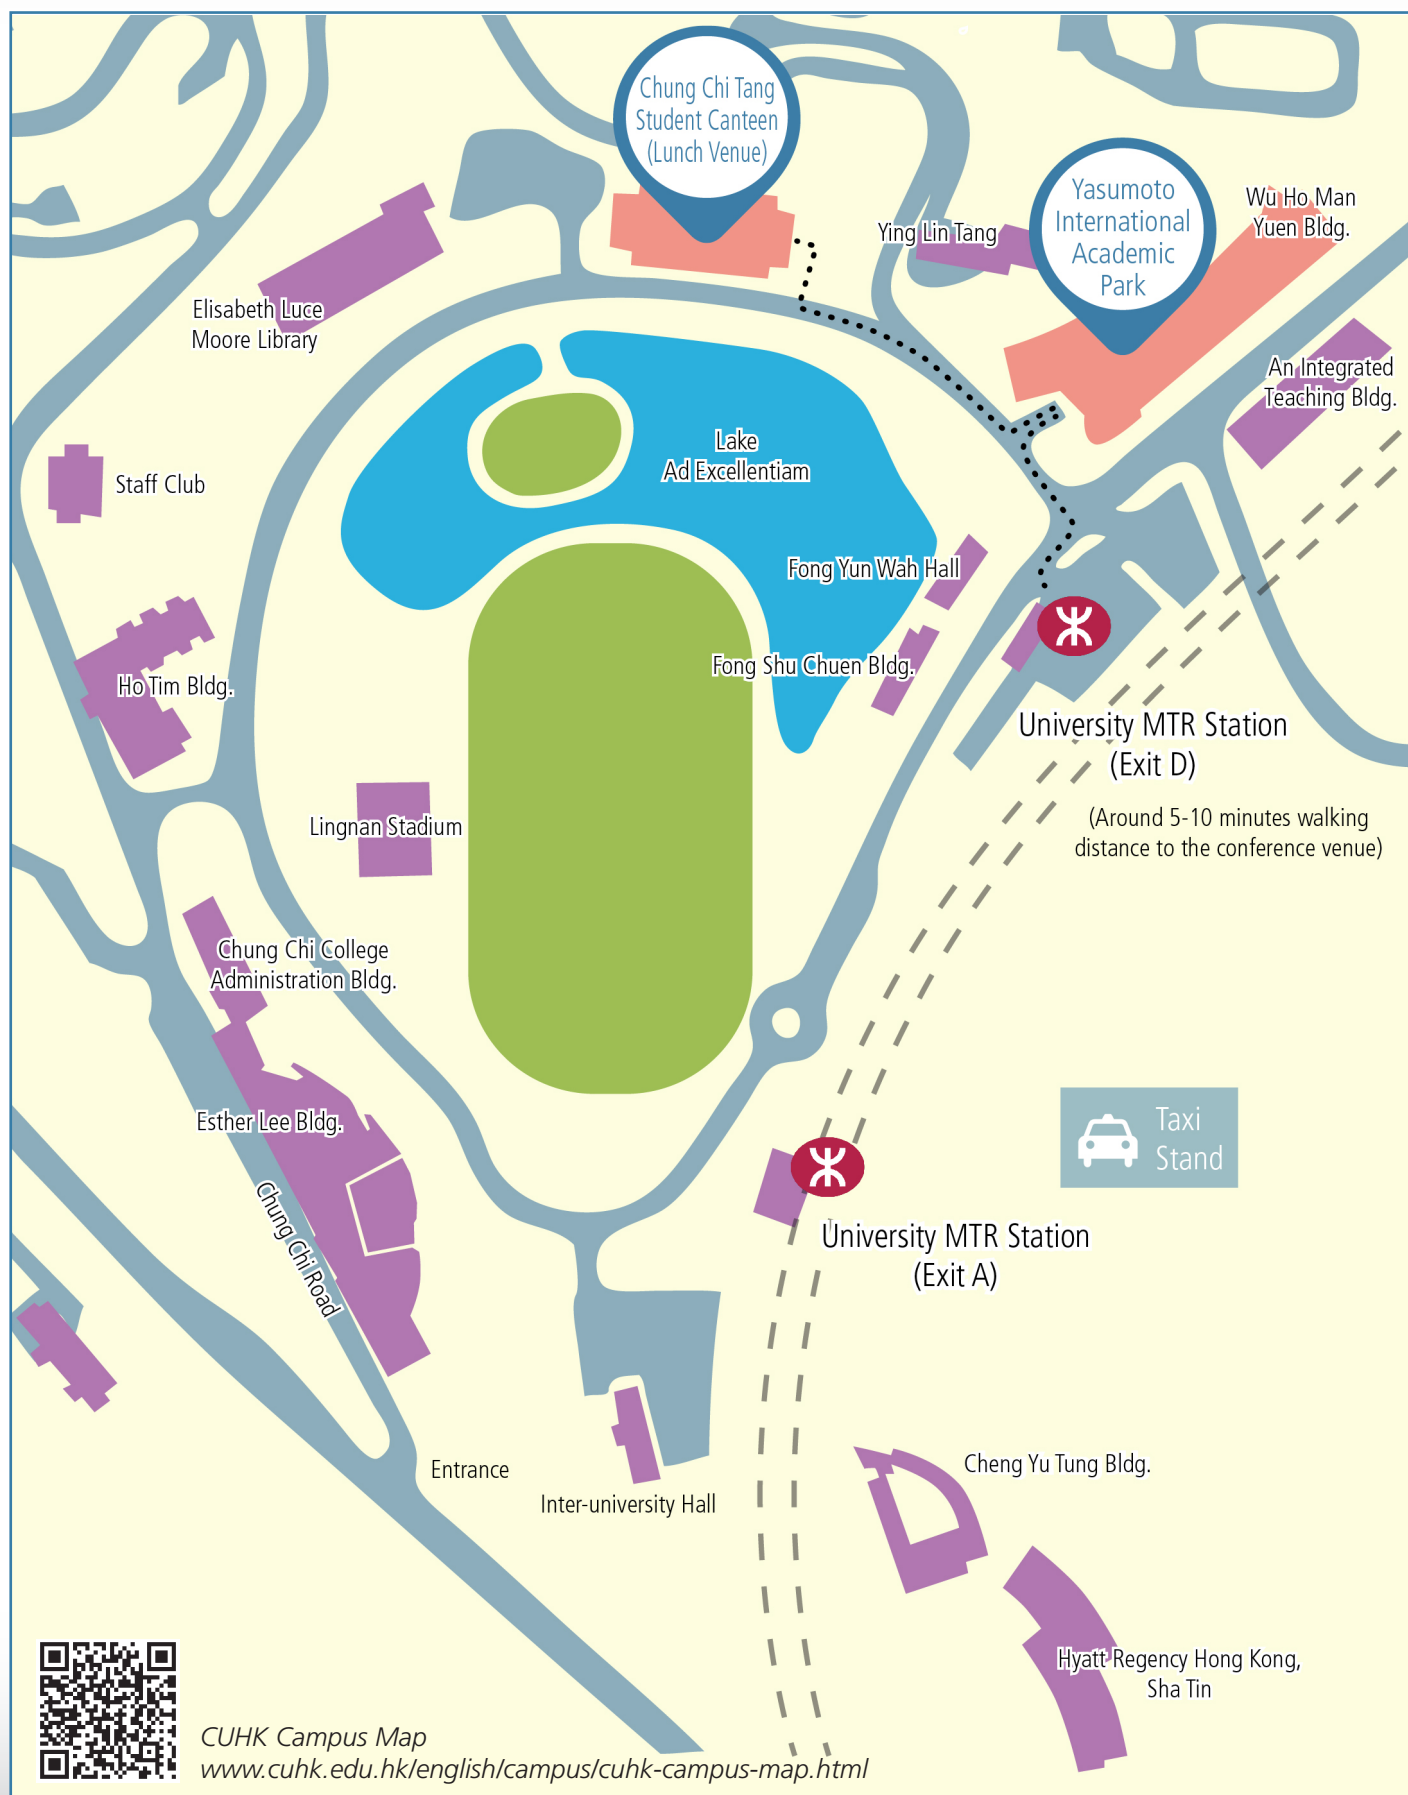 Chung Chi Tang
Student Canteen
(Lunch Venue)
Yasumoto
International
Academic
Park
Wu Ho Man
Yuen Bldg.
Ying Lin Tang
Elisabeth Luce
Moore Library
An Integrated
Teaching Bldg.
Lake
Ad Excellentiam
Staff Club
Fong Yun Wah Hall
Fong Shu Chuen Bldg.
Ho Tim Bldg.
University MTR Station
(Exit D)
(Around 5-10 minutes walking
distance to the conference venue)
Lingnan Stadium
Chung Chi College
Administration Bldg.
Esther Lee Bldg.
Taxi
Stand
Chung Chi Road
University MTR Station
(Exit A)
Entrance
Inter-university Hall
Cheng Yu Tung Bldg.
Hyatt Regency Hong Kong,
Sha Tin
CUHK Campus Map
www.cuhk.edu.hk/english/campus/cuhk-campus-map.html